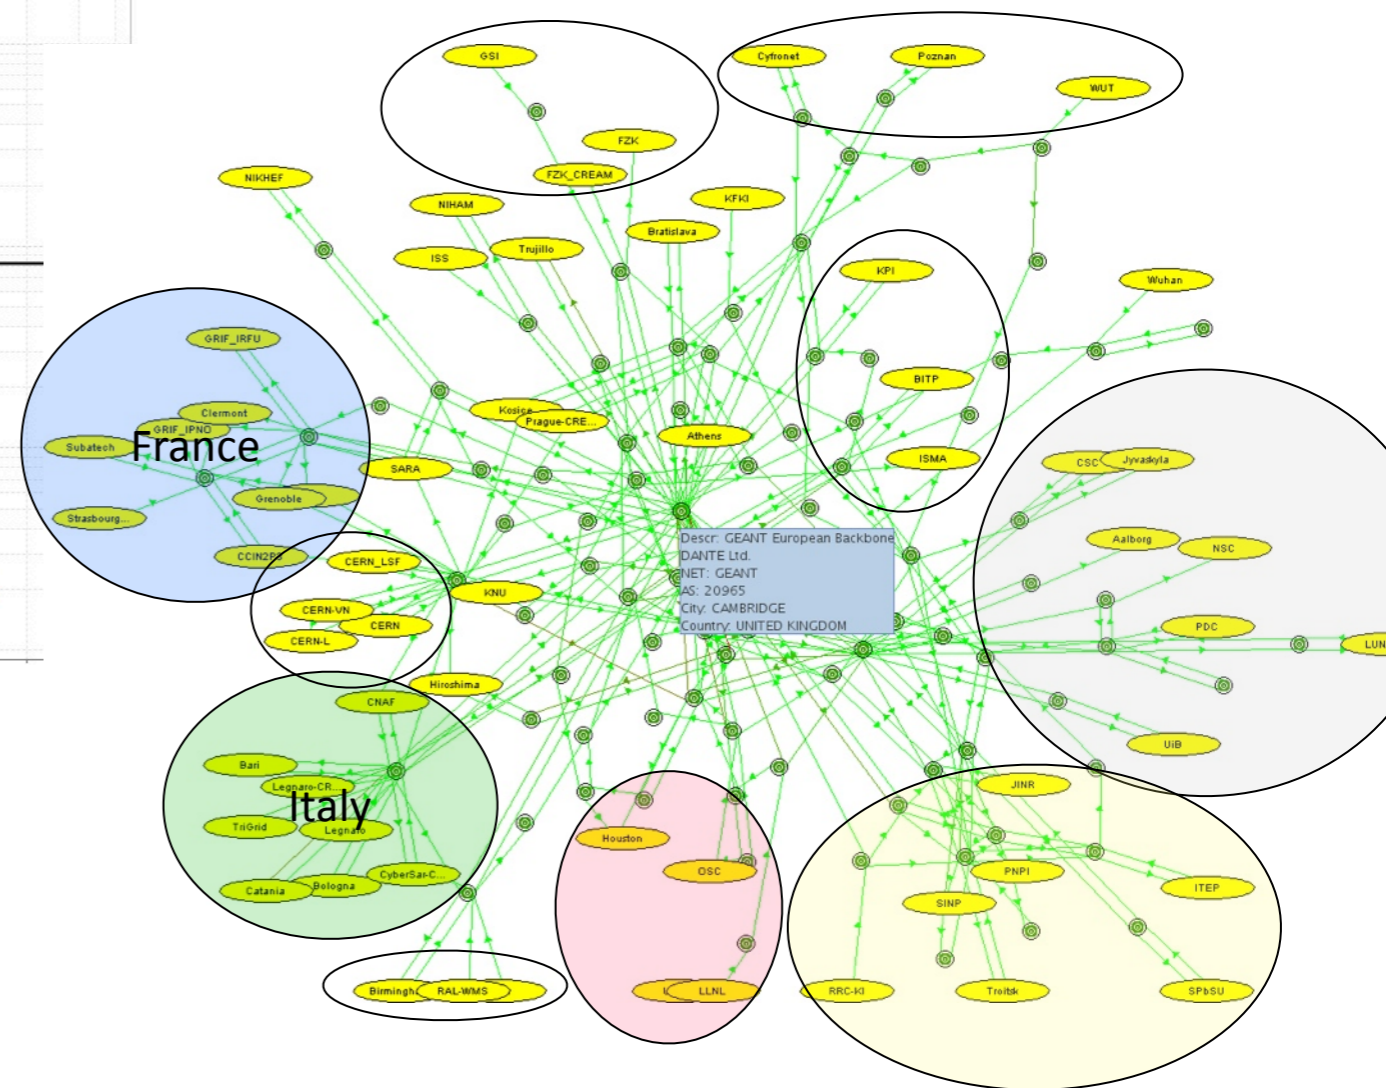 GSI
Cyfronet
Poznan
WUT
FZK
FZK_CREAM
NIKHEF
NIHAM
KFKI
Bratislava
Trujillo
ISS
KPI
Wuhan
GRIF_IRFU
BITP
Clermont
Kosice
Prague-CRE...
GRIF_IPNO
Athens
France
Subatech
SARA
ISMA
CSC
Jyvaskyla
Grenoble
Strasbourg...
Aalborg
NSC
Descr: GEANT European Backbone
DANTE Ltd.
NET: GEANT
AS: 20965
City: CAMBRIDGE
Country: UNITED KINGDOM
CERN_LSF
KNU
CERN-VN
CERN
CERN-L
PDC
LUN
Hiroshima
CNAF
UiB
Bari
Legnaro-CR...
JINR
Italy
TriGrid
Legnaro
Houston
OSC
PNPI
CyberSar-C...
Catania
Bologna
ITEP
SINP
RAL-WMS
LLNL
RRC-KI
Troitsk
SPbSU